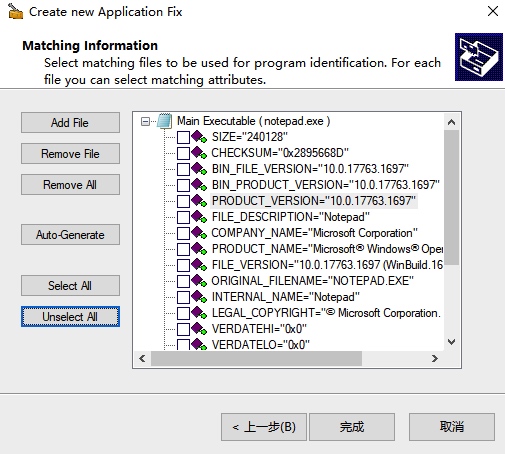 Create new Application Fix
Matching Information
Select matching files to be used for program identification. For each
file you can select matching attributes.
Add File
Remove File
Remove All
Auto-Generate
Select All
Unselect All
Main Executable ( notepad.exe )
SIZE="240128"
CHECKSUM="0x2895668D"
BIN_FILE_VERSION="10.0.17763.1697"
BIN_PRODUCT_VERSION="10.0.17763.1697"
PRODUCT_VERSION="10.0.17763.1697"
FILE_DESCRIPTION="Notepad"
COMPANY_NAME="Microsoft Corporation"
PRODUCT_NAME="Microsoft® Windows® Oper
FILE_VERSION="10.0.17763.1697 (WinBuild.16
ORIGINAL_FILENAME="NOTEPAD.EXE"
INTERNAL_NAME="Notepad"
LEGAL_COPYRIGHT="© Microsoft Corporation.
VERDATEHI="0x0"
VERDATELO="0x0"
< 上一步(B)
完成
取消